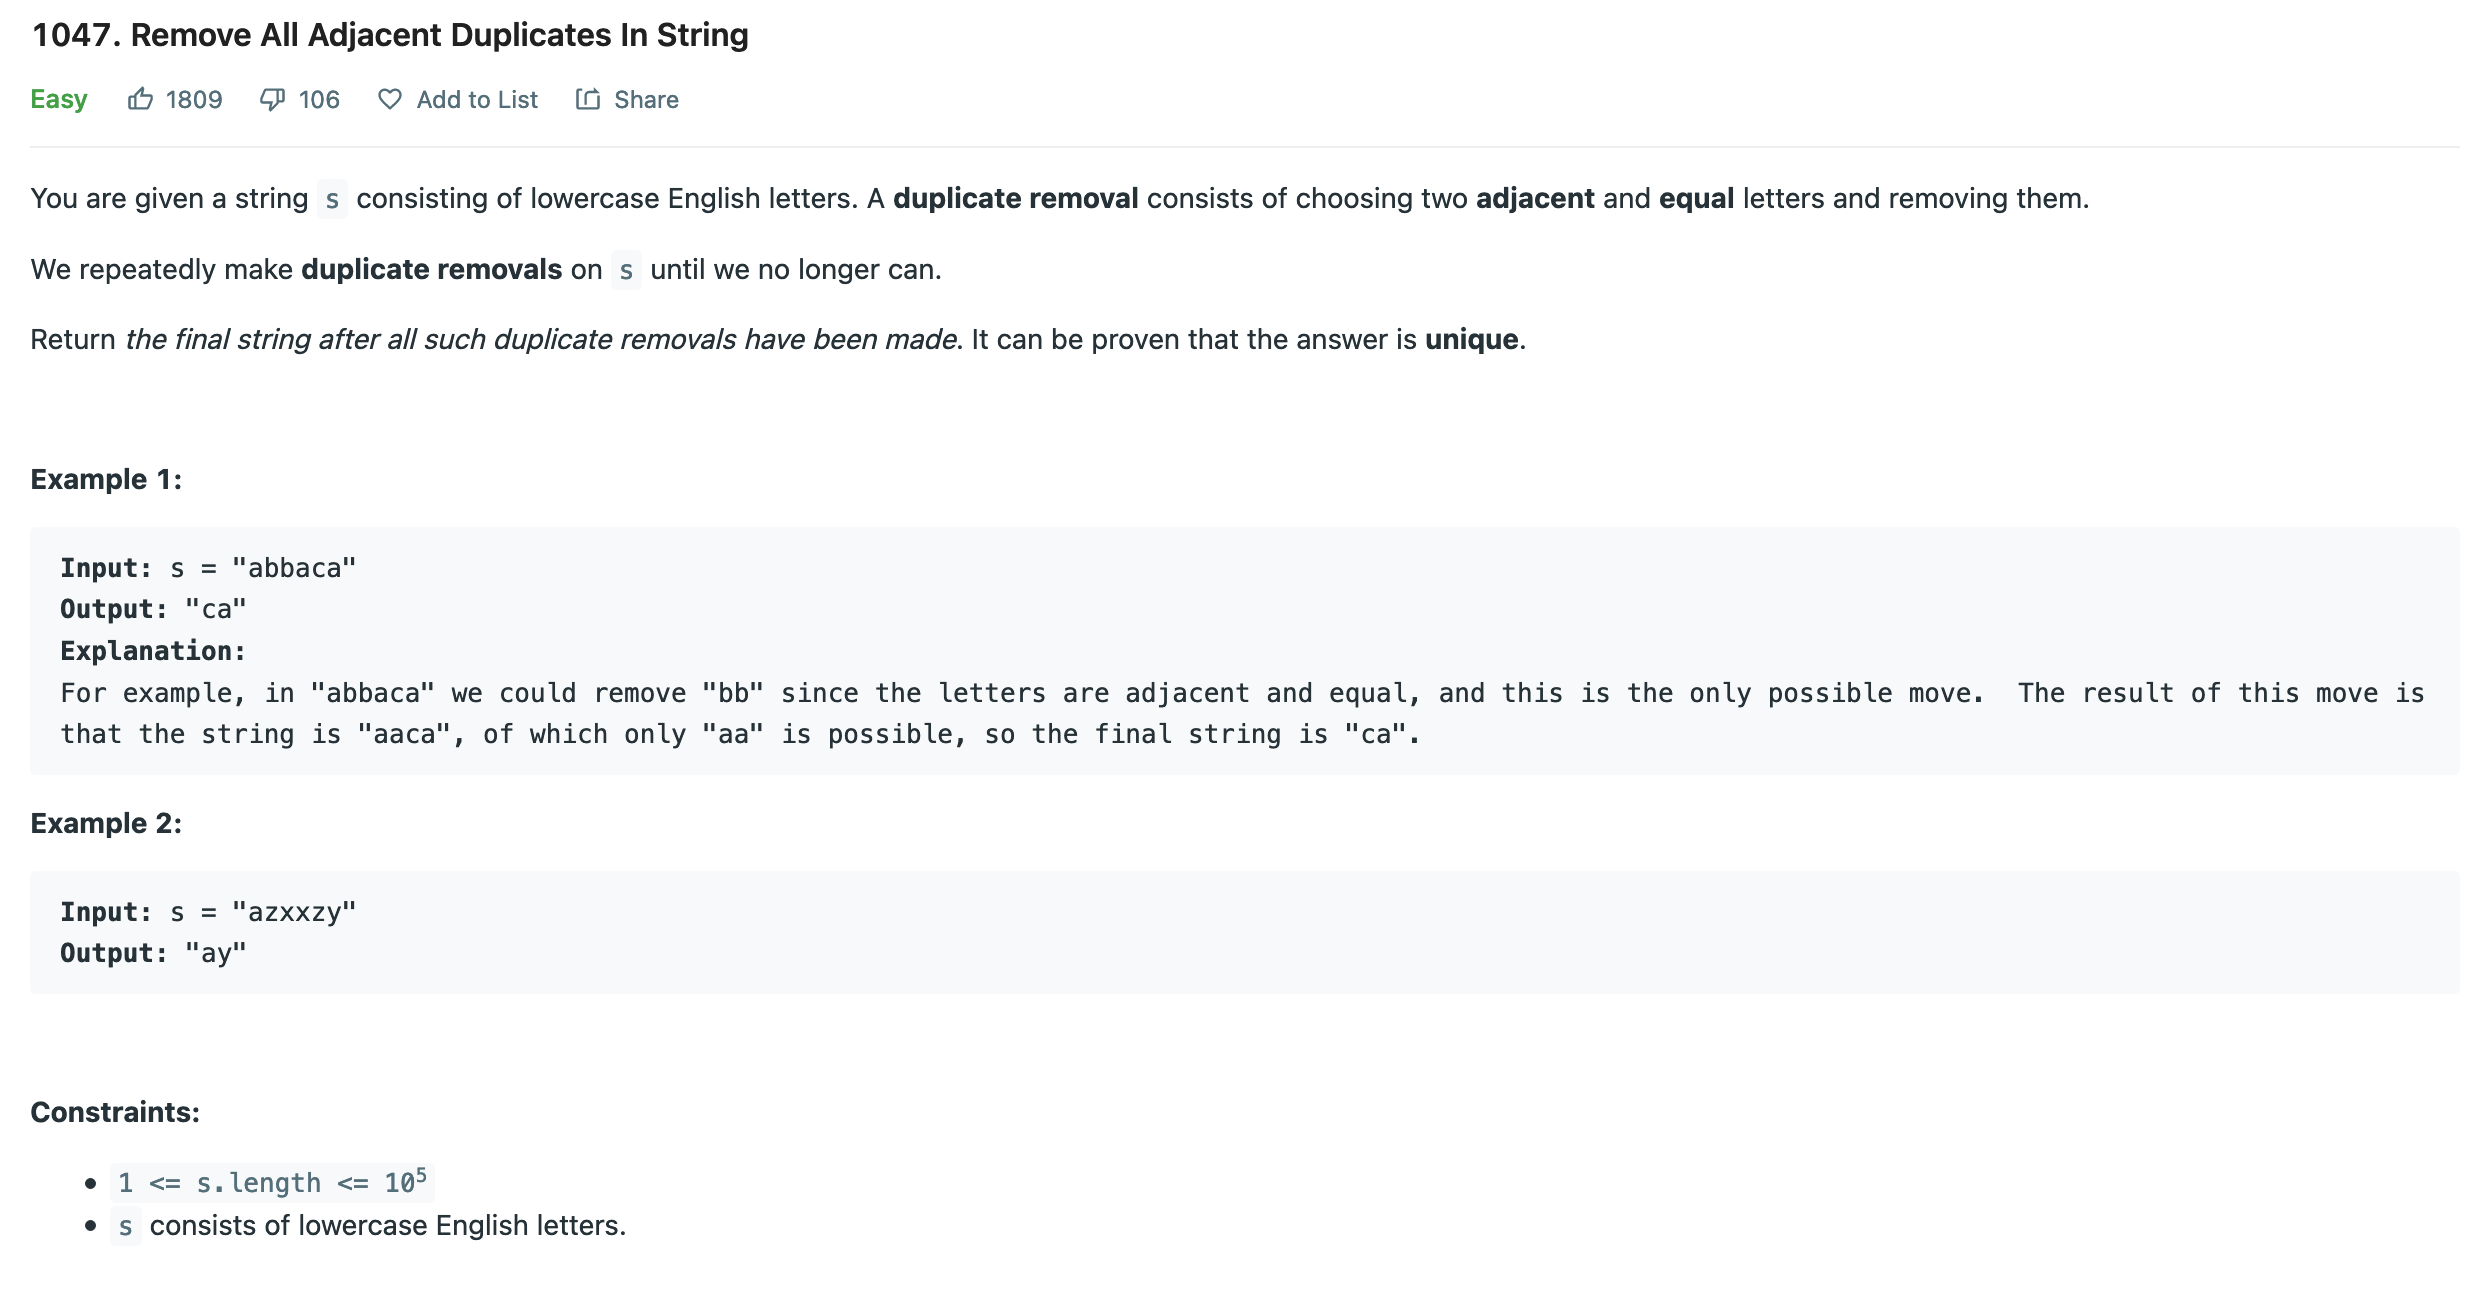 1047. Remove All Adjacent Duplicates In String
Easy 1809 106 Add to List Share
You are given a string s consisting of lowercase English letters. A duplicate removal consists of choosing two adjacent and equal letters and removing them.
We repeatedly make duplicate removals on s until we no longer can.
Return the final string after all such duplicate removals have been made. It can be proven that the answer is unique.
Example 1:
Input: s = "abbaca"
Output: "ca"
Explanation:
For example, in "abbaca" we could remove "bb" since the letters are adjacent and equal, and this is the only possible move.  The result of this move is
that the string is "aaca", of which only "aa" is possible, so the final string is "ca".
Example 2:
Input: s = "azxxzy"
Output: "ay"
Constraints:
• 1 <= s.length <= 10⁵
• s consists of lowercase English letters.